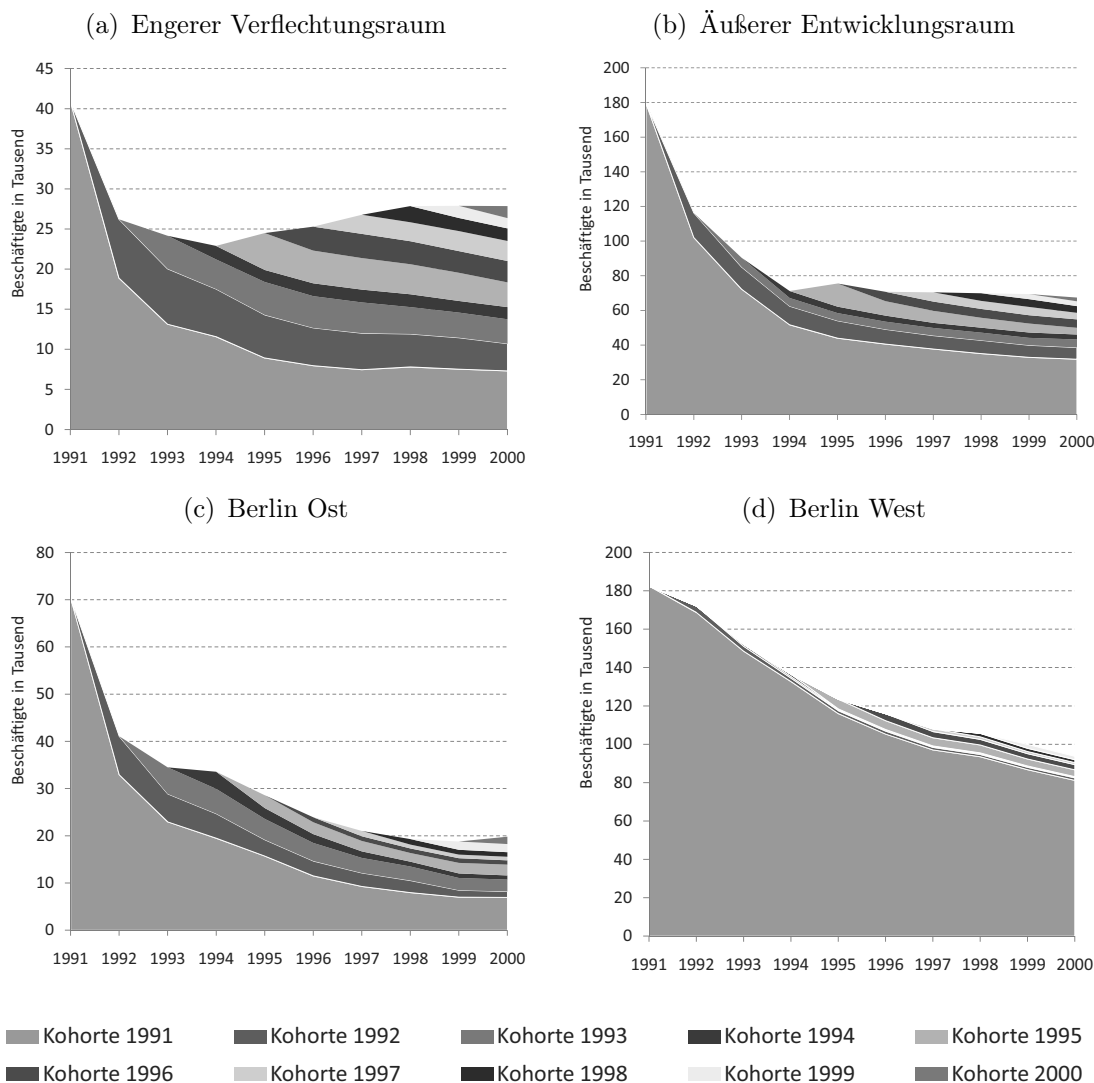 (a) Engerer Verflechtungsraum
Beschäftigte in Tausend
45
40
35
30
25
20
15
10
5
0
1991 1992 1993 1994 1995 1996 1997 1998 1999 2000
(b) Äußerer Entwicklungsraum
Beschäftigte in Tausend
200
180
160
140
120
100
80
60
40
20
0
1991 1992 1993 1994 1995 1996 1997 1998 1999 2000
(c) Berlin Ost
Beschäftigte in Tausend
80
70
60
50
40
30
20
10
0
1991 1992 1993 1994 1995 1996 1997 1998 1999 2000
(d) Berlin West
Beschäftigte in Tausend
200
180
160
140
120
100
80
60
40
20
0
1991 1992 1993 1994 1995 1996 1997 1998 1999 2000
Kohorte 1991 Kohorte 1992 Kohorte 1993 Kohorte 1994 Kohorte 1995
Kohorte 1996 Kohorte 1997 Kohorte 1998 Kohorte 1999 Kohorte 2000